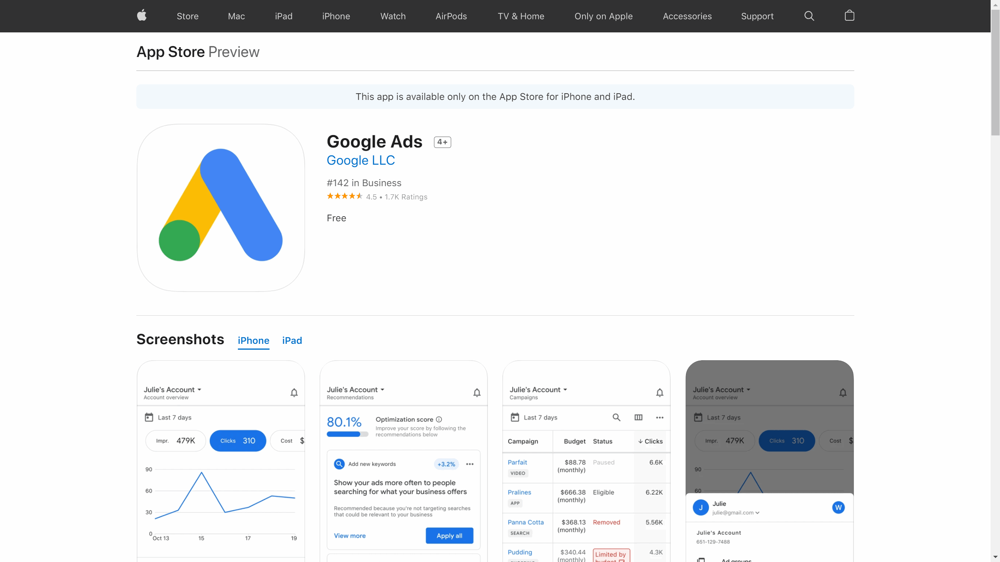 Store Mac iPad iPhone Watch AirPods TV & Home Only on Apple Accessories Support
App Store Preview
This app is available only on the App Store for iPhone and iPad.
Google Ads 4+
Google LLC
#142 in Business
4.5 • 1.7K Ratings
Free
Screenshots iPhone iPad
Julie's Account
Account overview
Last 7 days
Impr. 479K Clicks 310 Cost $
90
60
30
0
Oct 13 15 17 19
Julie's Account
Recommendations
80.1%
Optimization score
Improve your score by following the
recommendations below
Add new keywords +3.2%
Show your ads more often to people
searching for what your business offers
Recommended because you're not targeting searches
that could be relevant to your business
View more Apply all
Julie's Account
Campaigns
Last 7 days
Campaign Budget Status Clicks
Parfait $88.78 Paused 6.6K
(monthly)
VIDEO
Pralines $666.38 Eligible 6.22K
(monthly)
APP
Panna Cotta $368.13 Removed 5.56K
(monthly)
SEARCH
Pudding $340.44 Limited by 4.3K
(monthly) budget
SHOPPING
Julie's Account
Account overview
Last 7 days
Impr. 479K Clicks 310 Cost $
90
60
J Julie W
julie@gmail.com
Julie's Account
651-129-7488
Ad groups